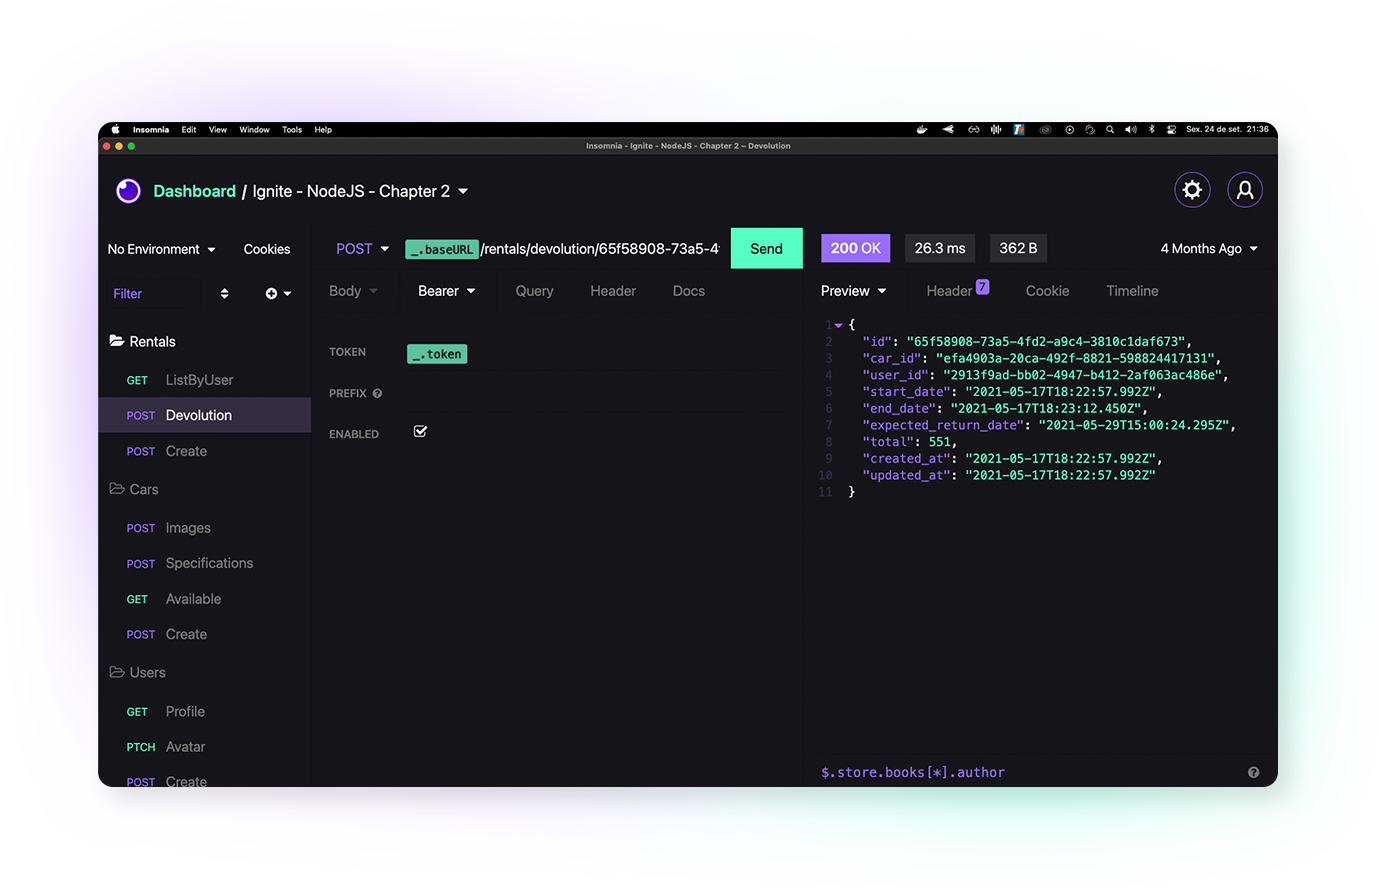 Insomnia Edit View Window Tools Help Sex. 24 de set. 21:36
Insomnia - Ignite - NodeJS - Chapter 2 – Devolution
Dashboard / Ignite - NodeJS - Chapter 2
No Environment Cookies
Filter
Rentals
GET ListByUser
POST Devolution
POST Create
Cars
POST Images
POST Specifications
GET Available
POST Create
Users
GET Profile
PTCH Avatar
POST Create
POST _.baseURL/rentals/devolution/65f58908-73a5-4 Send
Body Bearer Query Header Docs
TOKEN _.token
PREFIX
ENABLED
200 OK 26.3 ms 362 B 4 Months Ago
Preview Header 7 Cookie Timeline
1 {
2 "id": "65f58908-73a5-4fd2-a9c4-3810c1daf673",
3 "car_id": "efa4903a-20ca-492f-8821-598824417131",
4 "user_id": "2913f9ad-bb02-4947-b412-2af063ac486e",
5 "start_date": "2021-05-17T18:22:57.992Z",
6 "end_date": "2021-05-17T18:23:12.450Z",
7 "expected_return_date": "2021-05-29T15:00:24.295Z",
8 "total": 551,
9 "created_at": "2021-05-17T18:22:57.992Z",
10 "updated_at": "2021-05-17T18:22:57.992Z"
11 }
$.store.books[*].author